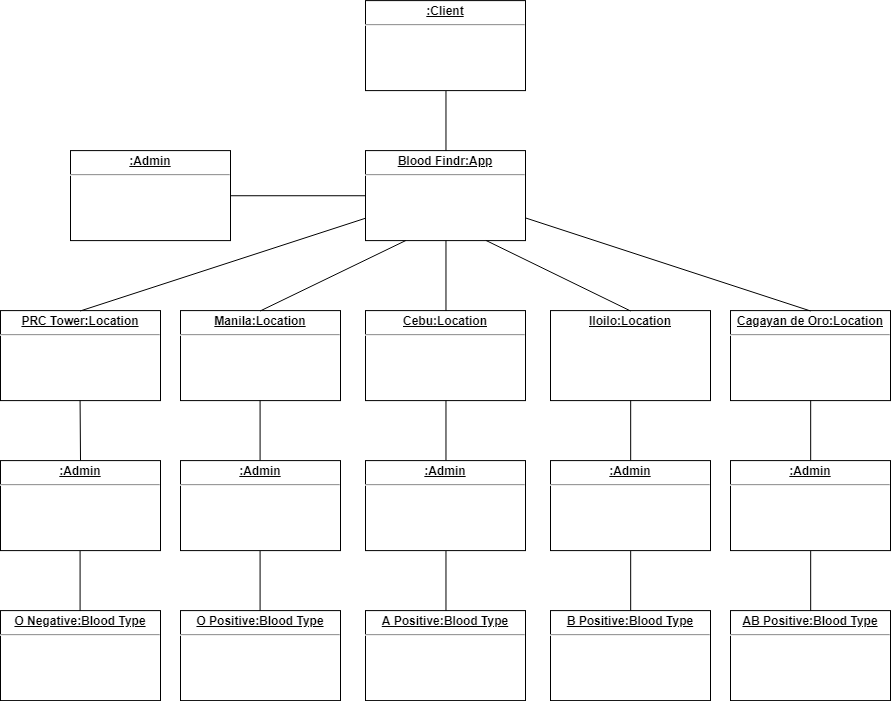 :Client
:Admin
Blood Findr:App
PRC Tower:Location
Manila:Location
Cebu:Location
Iloilo:Location
Cagayan de Oro:Location
:Admin
:Admin
:Admin
:Admin
:Admin
O Negative:Blood Type
O Positive:Blood Type
A Positive:Blood Type
B Positive:Blood Type
AB Positive:Blood Type